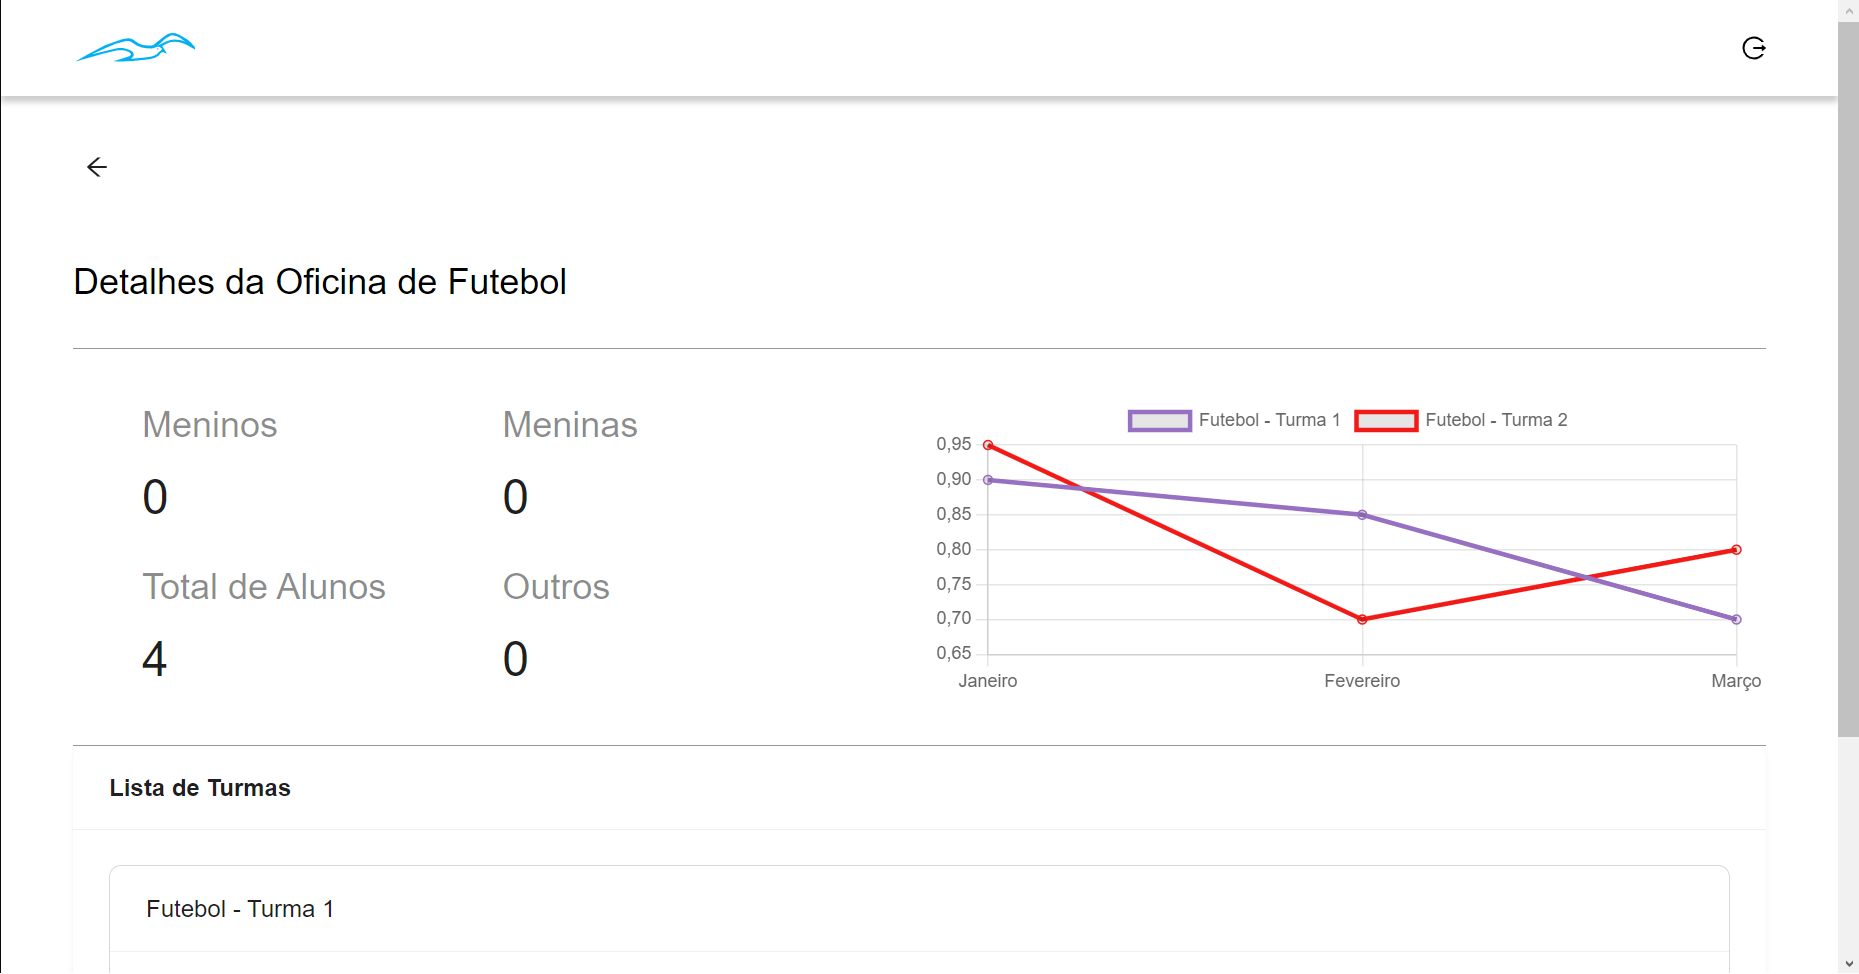 Detalhes da Oficina de Futebol
Meninos
Meninas
0
0
Total de Alunos
Outros
4
0
Futebol - Turma 1
Futebol - Turma 2
0,95
0,90
0,85
0,80
0,75
0,70
0,65
Janeiro
Fevereiro
Março
Lista de Turmas
Futebol - Turma 1